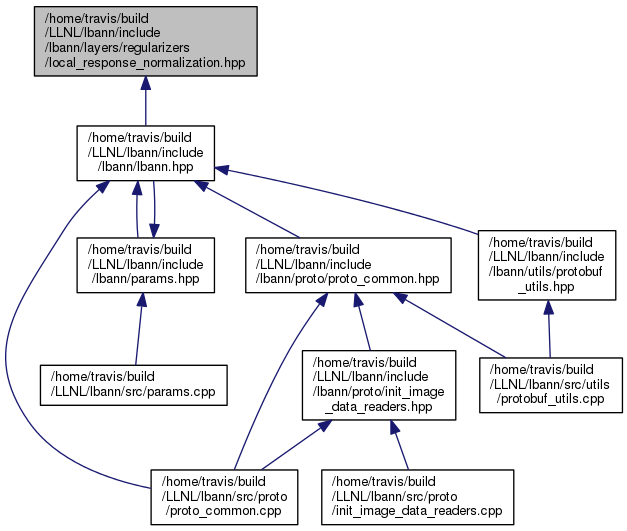 /home/travis/build
/LLNL/lbann/include
/lbann/layers/regularizers
/local_response_normalization.hpp
/home/travis/build
/LLNL/lbann/include
/lbann/lbann.hpp
/home/travis/build
/LLNL/lbann/include
/lbann/params.hpp
/home/travis/build
/LLNL/lbann/include
/lbann/proto/proto_common.hpp
/home/travis/build
/LLNL/lbann/include
/lbann/utils/protobuf
_utils.hpp
/home/travis/build
/LLNL/lbann/src/params.cpp
/home/travis/build
/LLNL/lbann/include
/lbann/proto/init_image
_data_readers.hpp
/home/travis/build
/LLNL/lbann/src/utils
/protobuf_utils.cpp
/home/travis/build
/LLNL/lbann/src/proto
/proto_common.cpp
/home/travis/build
/LLNL/lbann/src/proto
/init_image_data_readers.cpp